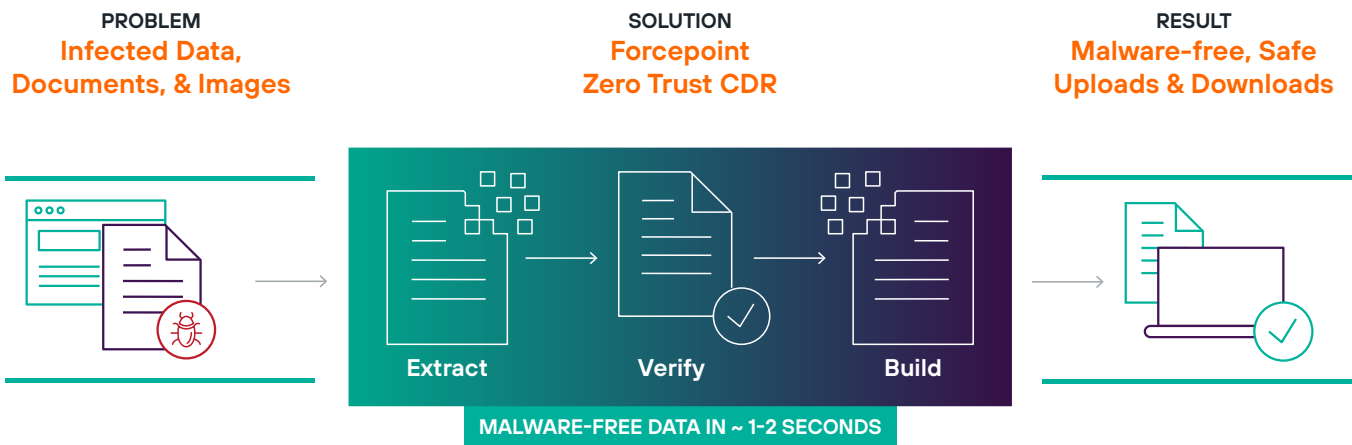 PROBLEM
Infected Data,
Documents, & Images
SOLUTION
Forcepoint
Zero Trust CDR
RESULT
Malware-free, Safe
Uploads & Downloads
Extract
Verify
Build
MALWARE-FREE DATA IN ~ 1-2 SECONDS